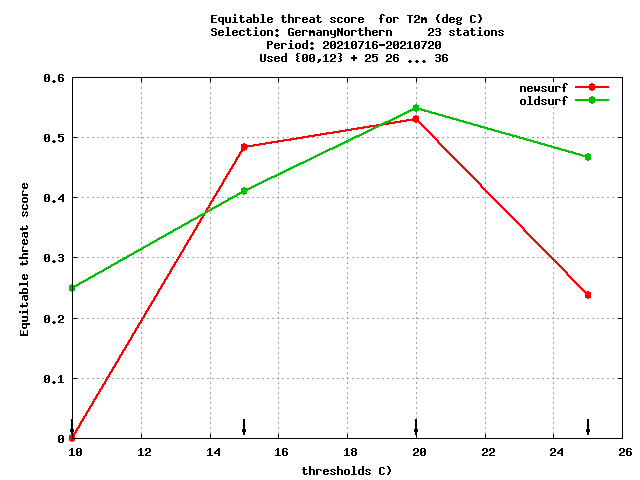 Equitable threat score  for T2m (deg C)
Selection: GermanyNorthern     23 stations
Period: 20210716-20210720
Used {00,12} + 25 26 ... 36
newsurf
oldsurf
Equitable threat score
0.6
0.5
0.4
0.3
0.2
0.1
0
10 12 14 16 18 20 22 24 26
thresholds C)